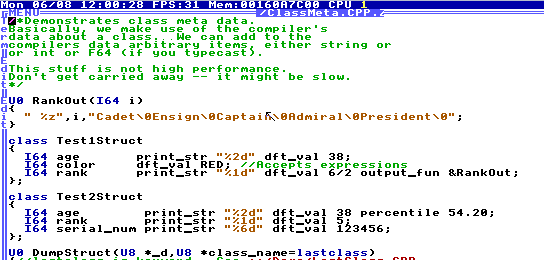 Mon 06/08 12:00:28 FPS:31 Mem:00160A7C00 CPU 1
MENU /ClassMeta.CPP.Z
/*Demonstrates class meta data.
Basically, we make use of the compiler's
data about a class. We can add to the
compilers data arbitrary items, either string or
or int or F64 (if you typecast).
This stuff is not high performance.
Don't get carried away -- it might be slow.
*/
U0 RankOut(I64 i)
{
" %z",i,"Cadet\0Ensign\0Captain\0Admiral\0President\0";
}
class Test1Struct
{
I64 age print_str "%2d" dft_val 38;
I64 color dft_val RED; //Accepts expressions
I64 rank print_str "%1d" dft_val 6/2 output_fun &RankOut;
};
class Test2Struct
{
I64 age print_str "%2d" dft_val 38 percentile 54.20;
I64 rank print_str "%1d" dft_val 5;
I64 serial_num print_str "%6d" dft_val 123456;
};
U0 DumpStruct(U8 *_d,U8 *class_name=lastclass)